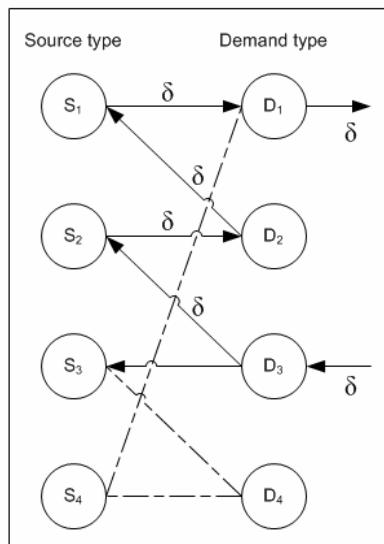 Source type Demand type
S₁ δ D₁
δ
δ
S₂ δ D₂
δ
S₃ D₃
δ
S₄ D₄